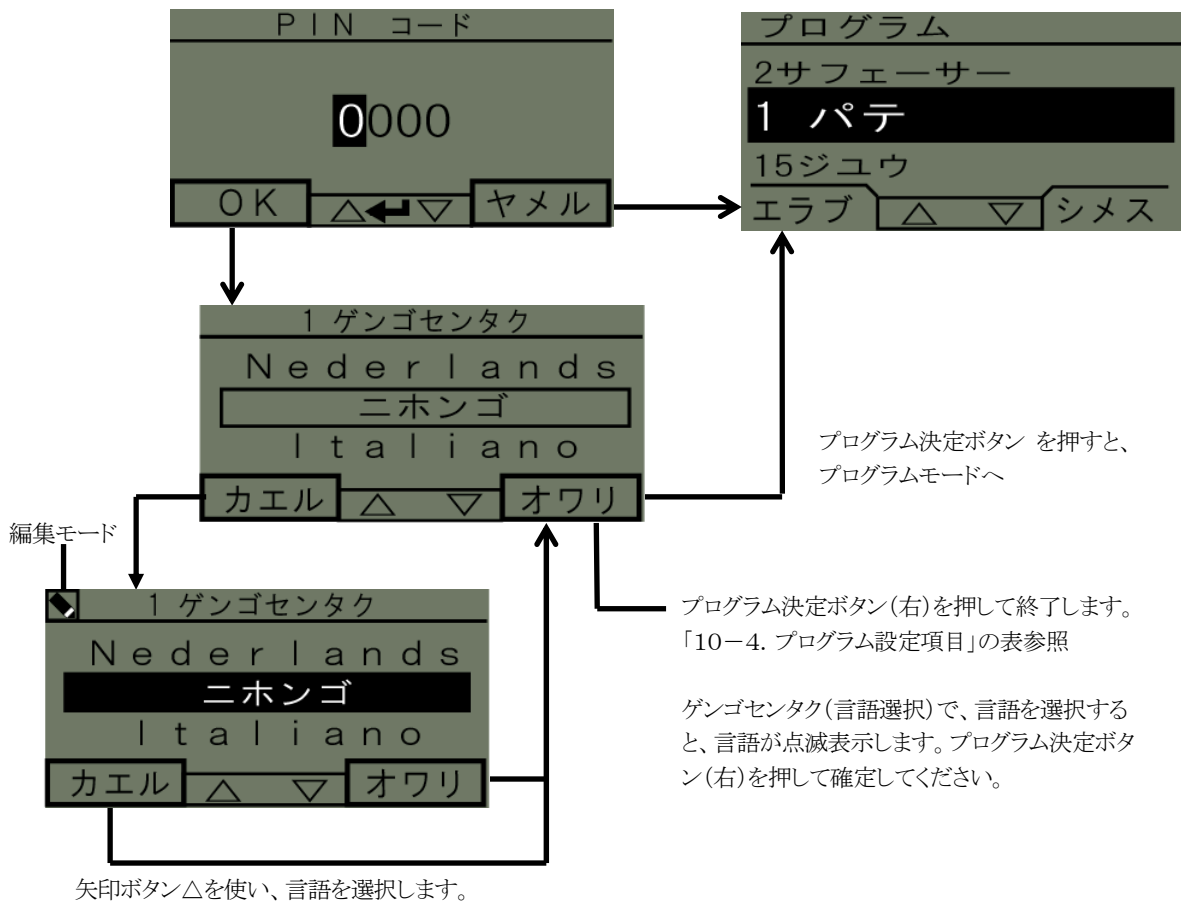 PIN コード
0000
OK △↵▽ ヤメル
プログラム
2サフェーサー
1 パテ
15ジユウ
エラブ △ ▽ シメス
1 ゲンゴセンタク
Nederlands
ニホンゴ
Italiano
カエル △ ▽ オワリ
プログラム決定ボタン を押すと、
プログラムモードへ
編集モード
1 ゲンゴセンタク
Nederlands
ニホンゴ
Italiano
カエル △ ▽ オワリ
プログラム決定ボタン(右)を押して終了します。
「10-4. プログラム設定項目」の表参照
ゲンゴセンタク(言語選択)で、言語を選択する
と、言語が点滅表示します。プログラム決定ボタ
ン(右)を押して確定してください。
矢印ボタン△を使い、言語を選択します。